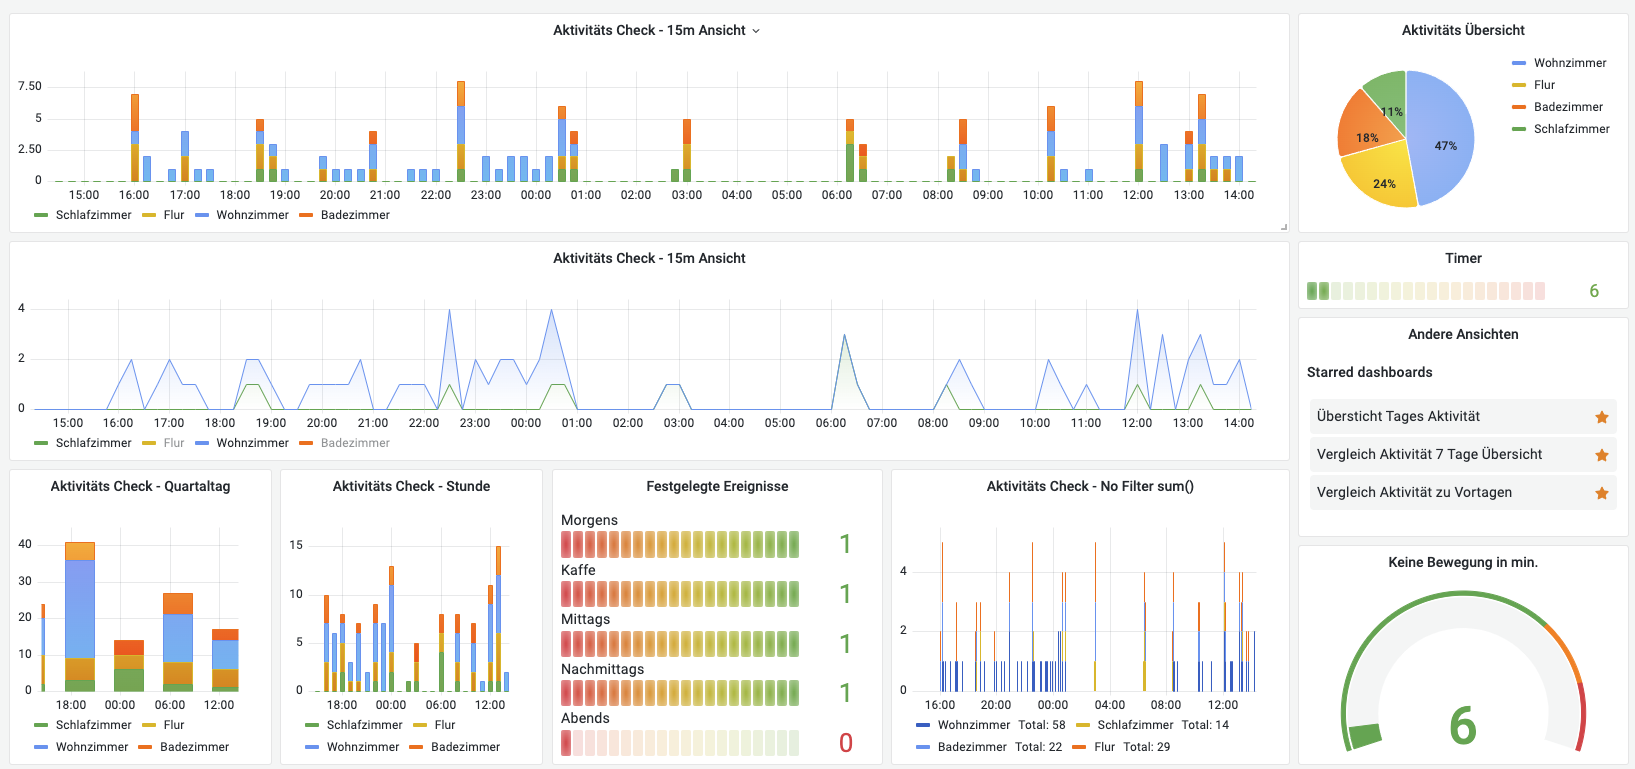 Aktivitäts Check - 15m Ansicht
7.50
5
2.50
0
15:00 16:00 17:00 18:00 19:00 20:00 21:00 22:00 23:00 00:00 01:00 02:00 03:00 04:00 05:00 06:00 07:00 08:00 09:00 10:00 11:00 12:00 13:00 14:00
Schlafzimmer Flur Wohnzimmer Badezimmer
Aktivitäts Übersicht
Wohnzimmer
Flur
Badezimmer
Schlafzimmer
11%
18%
47%
24%
Aktivitäts Check - 15m Ansicht
4
2
0
15:00 16:00 17:00 18:00 19:00 20:00 21:00 22:00 23:00 00:00 01:00 02:00 03:00 04:00 05:00 06:00 07:00 08:00 09:00 10:00 11:00 12:00 13:00 14:00
Schlafzimmer Flur Wohnzimmer Badezimmer
Timer
6
Andere Ansichten
Starred dashboards
Übersticht Tages Aktivität
Vergleich Aktivität 7 Tage Übersicht
Vergleich Aktivität zu Vortagen
Aktivitäts Check - Quartaltag
40
30
20
10
0
18:00 00:00 06:00 12:00
Schlafzimmer Flur
Wohnzimmer Badezimmer
Aktivitäts Check - Stunde
15
10
5
0
18:00 00:00 06:00 12:00
Schlafzimmer Flur
Wohnzimmer Badezimmer
Festgelegte Ereignisse
Morgens
1
Kaffe
1
Mittags
1
Nachmittags
1
Abends
0
Aktivitäts Check - No Filter sum()
4
2
0
16:00 20:00 00:00 04:00 08:00 12:00
Wohnzimmer Total: 58 Schlafzimmer Total: 14
Badezimmer Total: 22 Flur Total: 29
Keine Bewegung in min.
6